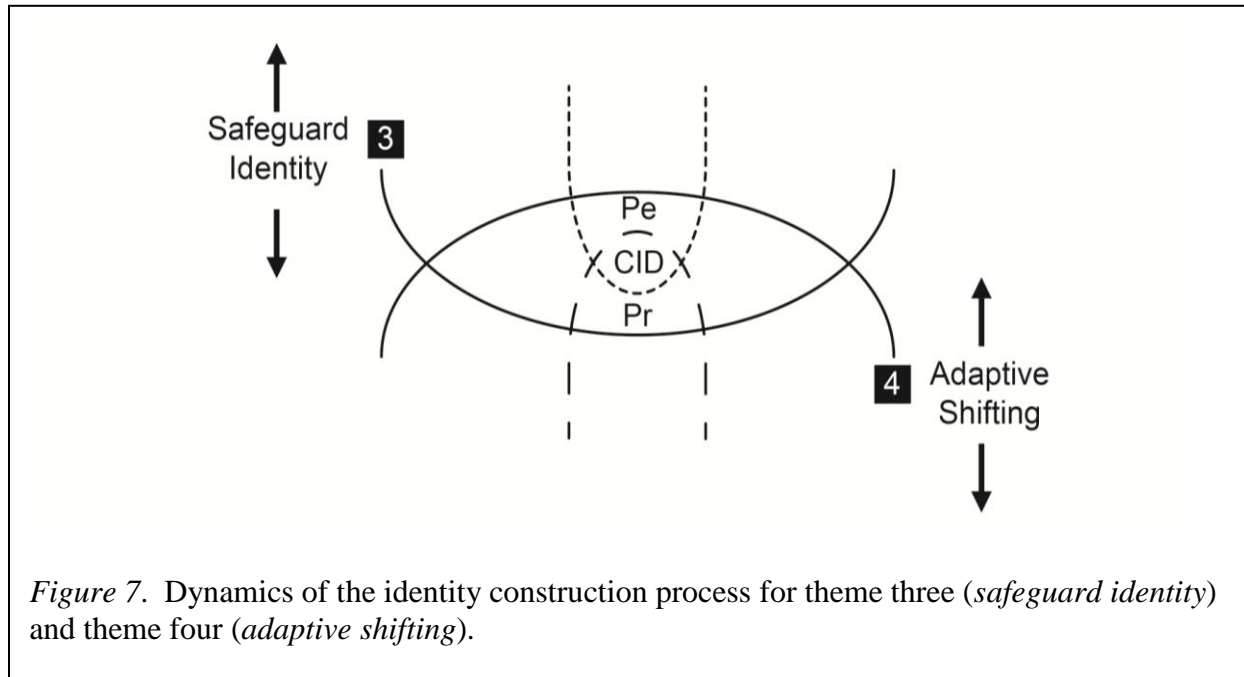 Safeguard
Identity
3
Pe
CID
Pr
4
Adaptive
Shifting
Figure 7. Dynamics of the identity construction process for theme three (safeguard identity)
and theme four (adaptive shifting).